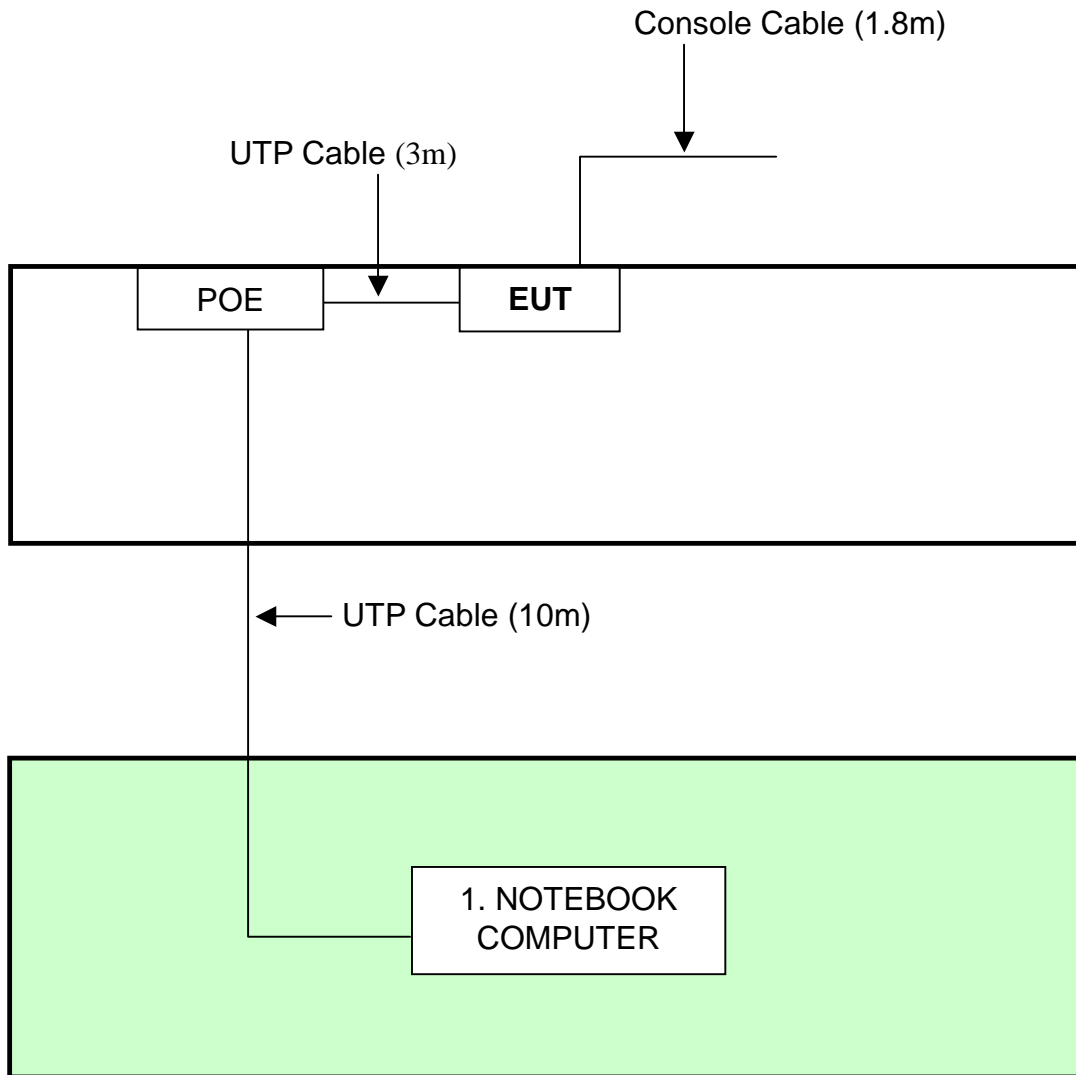 Console Cable (1.8m)
UTP Cable (3m)
POE
EUT
UTP Cable (10m)
1. NOTEBOOK
COMPUTER